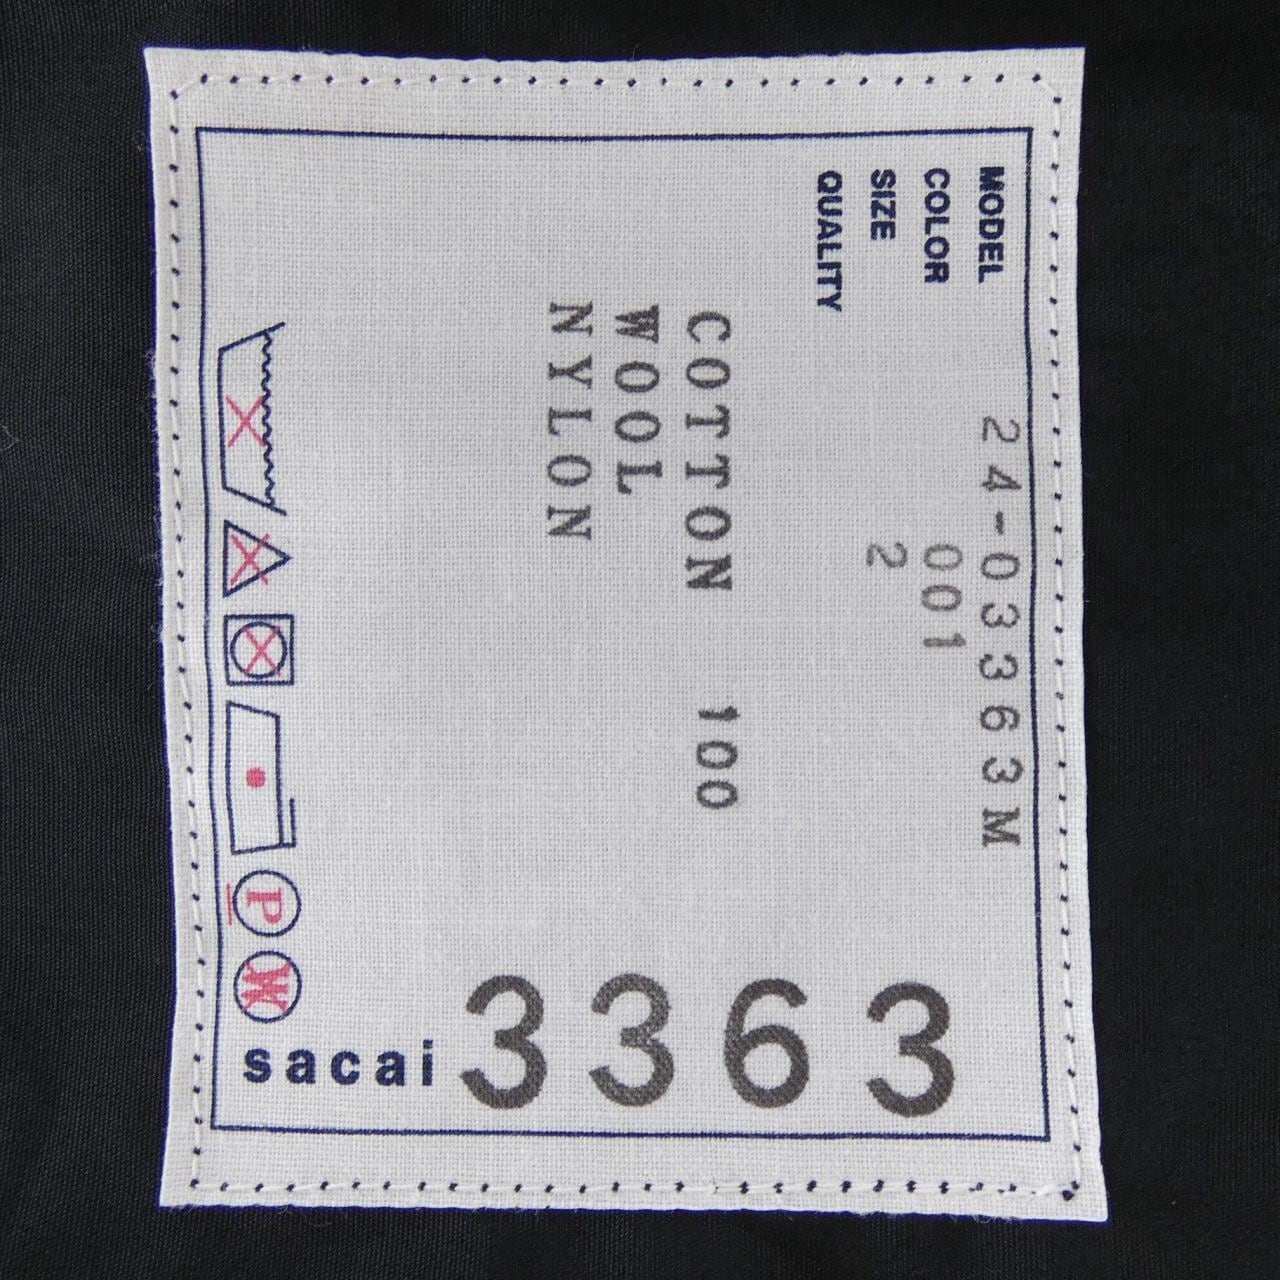 MODEL 24-03363M
COLOR 001
SIZE 2
QUALITY
COTTON 100
WOOL
NYLON
P
W
sacai
3363